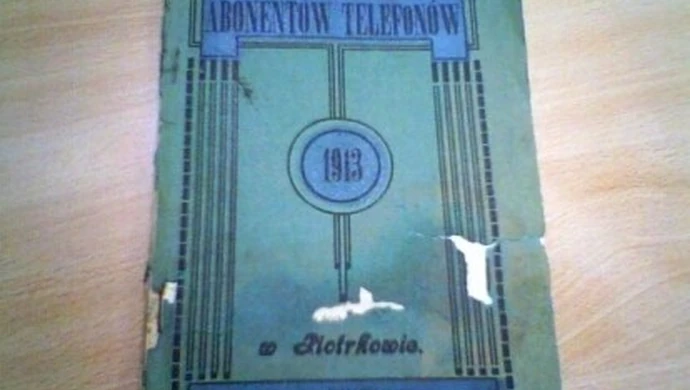 ABONENTÓW TELEFONÓW
1913
w Piotrkowie.